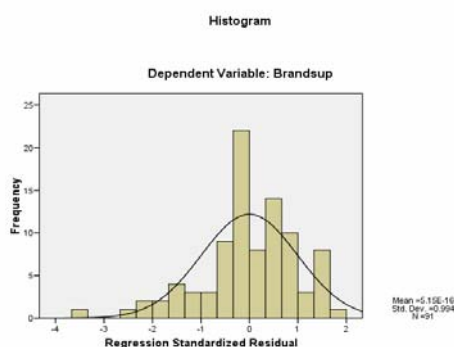 Histogram
Dependent Variable: Brandsup
Frequency
25
20
15
10
5
0
-4 -3 -2 -1 0 1 2
Regression Standardized Residual
Mean =5.15E-16
Std. Dev. =0.994
N =91